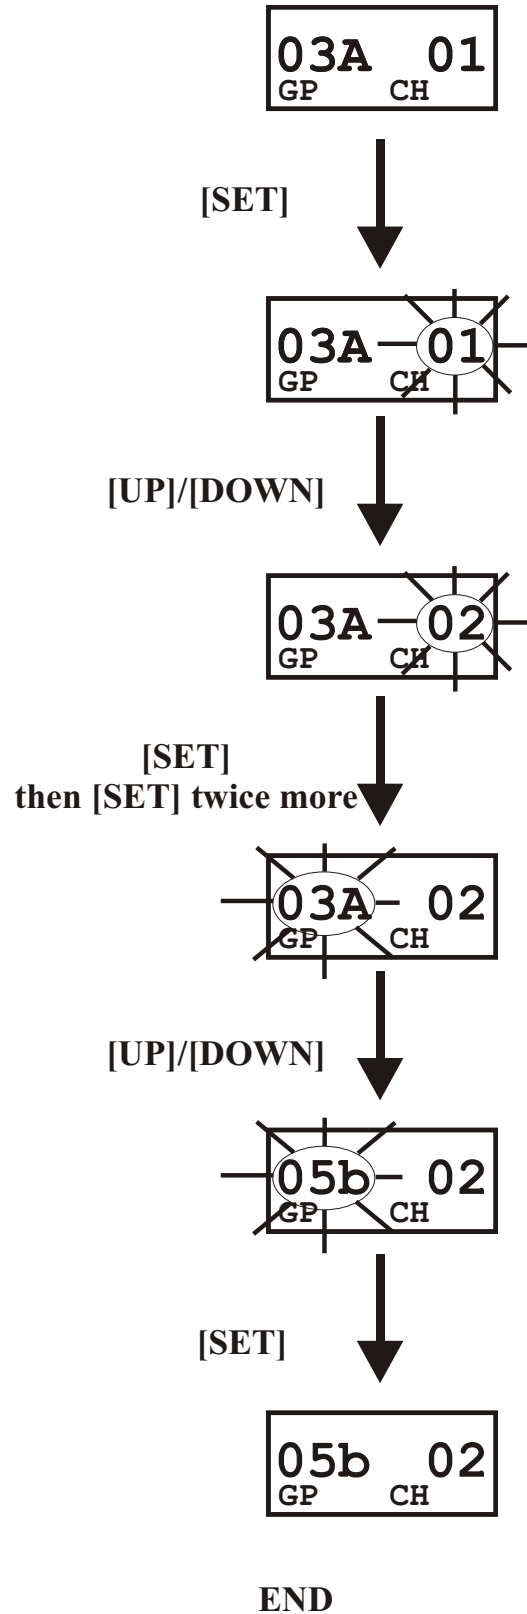 03A 01
GP CH
[SET]
03A 01
GP CH
[UP]/[DOWN]
03A 02
GP CH
[SET]
then [SET] twice more
03A 02
GP CH
[UP]/[DOWN]
05b 02
GP CH
[SET]
05b 02
GP CH
END